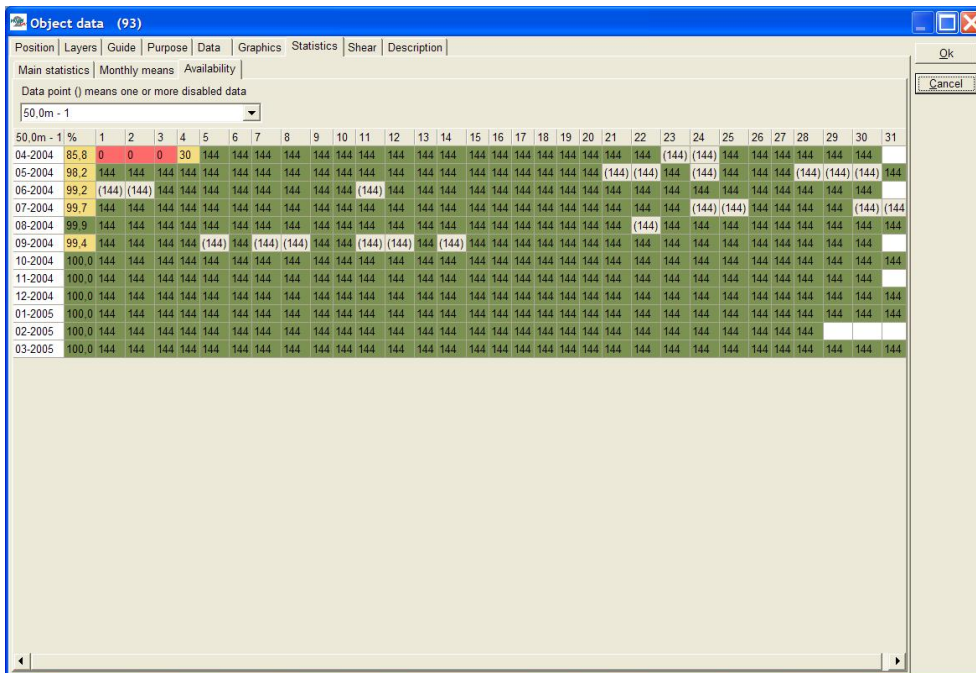 Object data (93)
Position Layers Guide Purpose Data Graphics Statistics Shear Description
Ok
Main statistics Monthly means Availability
Cancel
Data point () means one or more disabled data
50,0m - 1
50,0m - 1 % 1 2 3 4 5 6 7 8 9 10 11 12 13 14 15 16 17 18 19 20 21 22 23 24 25 26 27 28 29 30 31
04-2004 85,8 0 0 0 30 144 144 144 144 144 144 144 144 144 144 144 144 144 144 144 144 144 144 (144) (144) 144 144 144 144 144 144
05-2004 98,2 144 144 144 144 144 144 144 144 144 144 144 144 144 144 144 144 144 144 144 144 (144) (144) 144 (144) 144 144 144 (144) (144) (144) 144
06-2004 99,2 (144) (144) 144 144 144 144 144 144 144 144 (144) 144 144 144 144 144 144 144 144 144 144 144 144 144 144 144 144 144 144 144
07-2004 99,7 144 144 144 144 144 144 144 144 144 144 144 144 144 144 144 144 144 144 144 144 144 144 144 (144) (144) 144 144 144 144 (144) (144
08-2004 99,9 144 144 144 144 144 144 144 144 144 144 144 144 144 144 144 144 144 144 144 144 144 (144) 144 144 144 144 144 144 144 144 144
09-2004 99,4 144 144 144 144 (144) 144 (144) (144) 144 144 (144) (144) 144 (144) 144 144 144 144 144 144 144 144 144 144 144 144 144 144 144 144
10-2004 100,0 144 144 144 144 144 144 144 144 144 144 144 144 144 144 144 144 144 144 144 144 144 144 144 144 144 144 144 144 144 144 144
11-2004 100,0 144 144 144 144 144 144 144 144 144 144 144 144 144 144 144 144 144 144 144 144 144 144 144 144 144 144 144 144 144 144
12-2004 100,0 144 144 144 144 144 144 144 144 144 144 144 144 144 144 144 144 144 144 144 144 144 144 144 144 144 144 144 144 144 144 144
01-2005 100,0 144 144 144 144 144 144 144 144 144 144 144 144 144 144 144 144 144 144 144 144 144 144 144 144 144 144 144 144 144 144 144
02-2005 100,0 144 144 144 144 144 144 144 144 144 144 144 144 144 144 144 144 144 144 144 144 144 144 144 144 144 144 144 144
03-2005 100,0 144 144 144 144 144 144 144 144 144 144 144 144 144 144 144 144 144 144 144 144 144 144 144 144 144 144 144 144 144 144 144